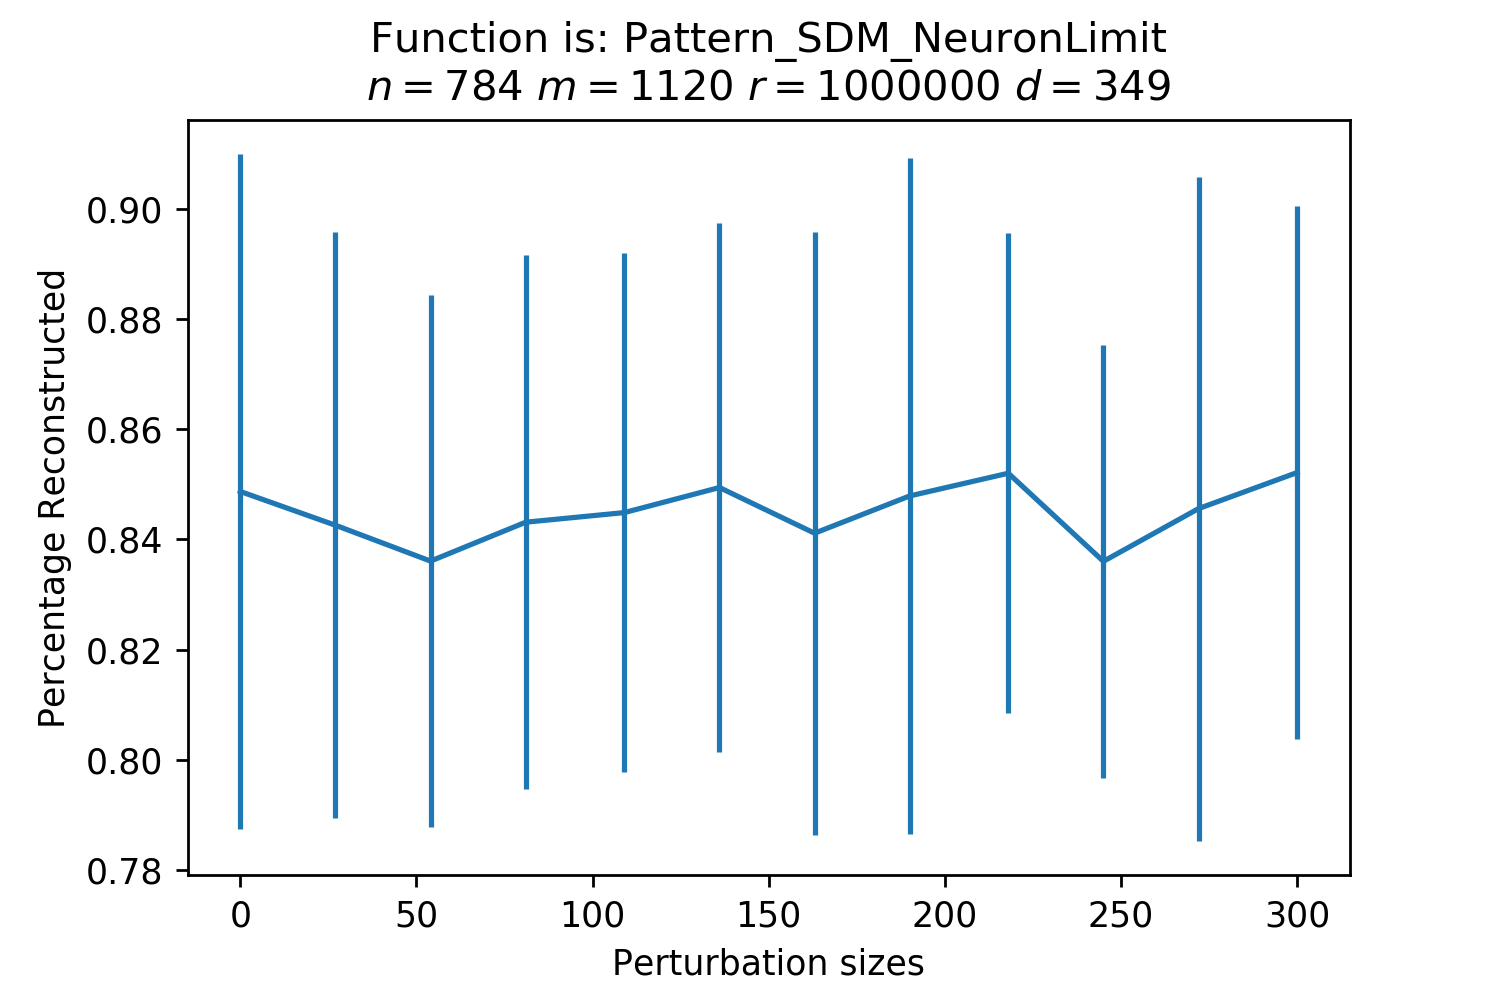 Function is: Pattern_SDM_NeuronLimit
n = 784 m = 1120 r = 1000000 d = 349
Percentage Reconstructed
0.90
0.88
0.86
0.84
0.82
0.80
0.78
0 50 100 150 200 250 300
Perturbation sizes